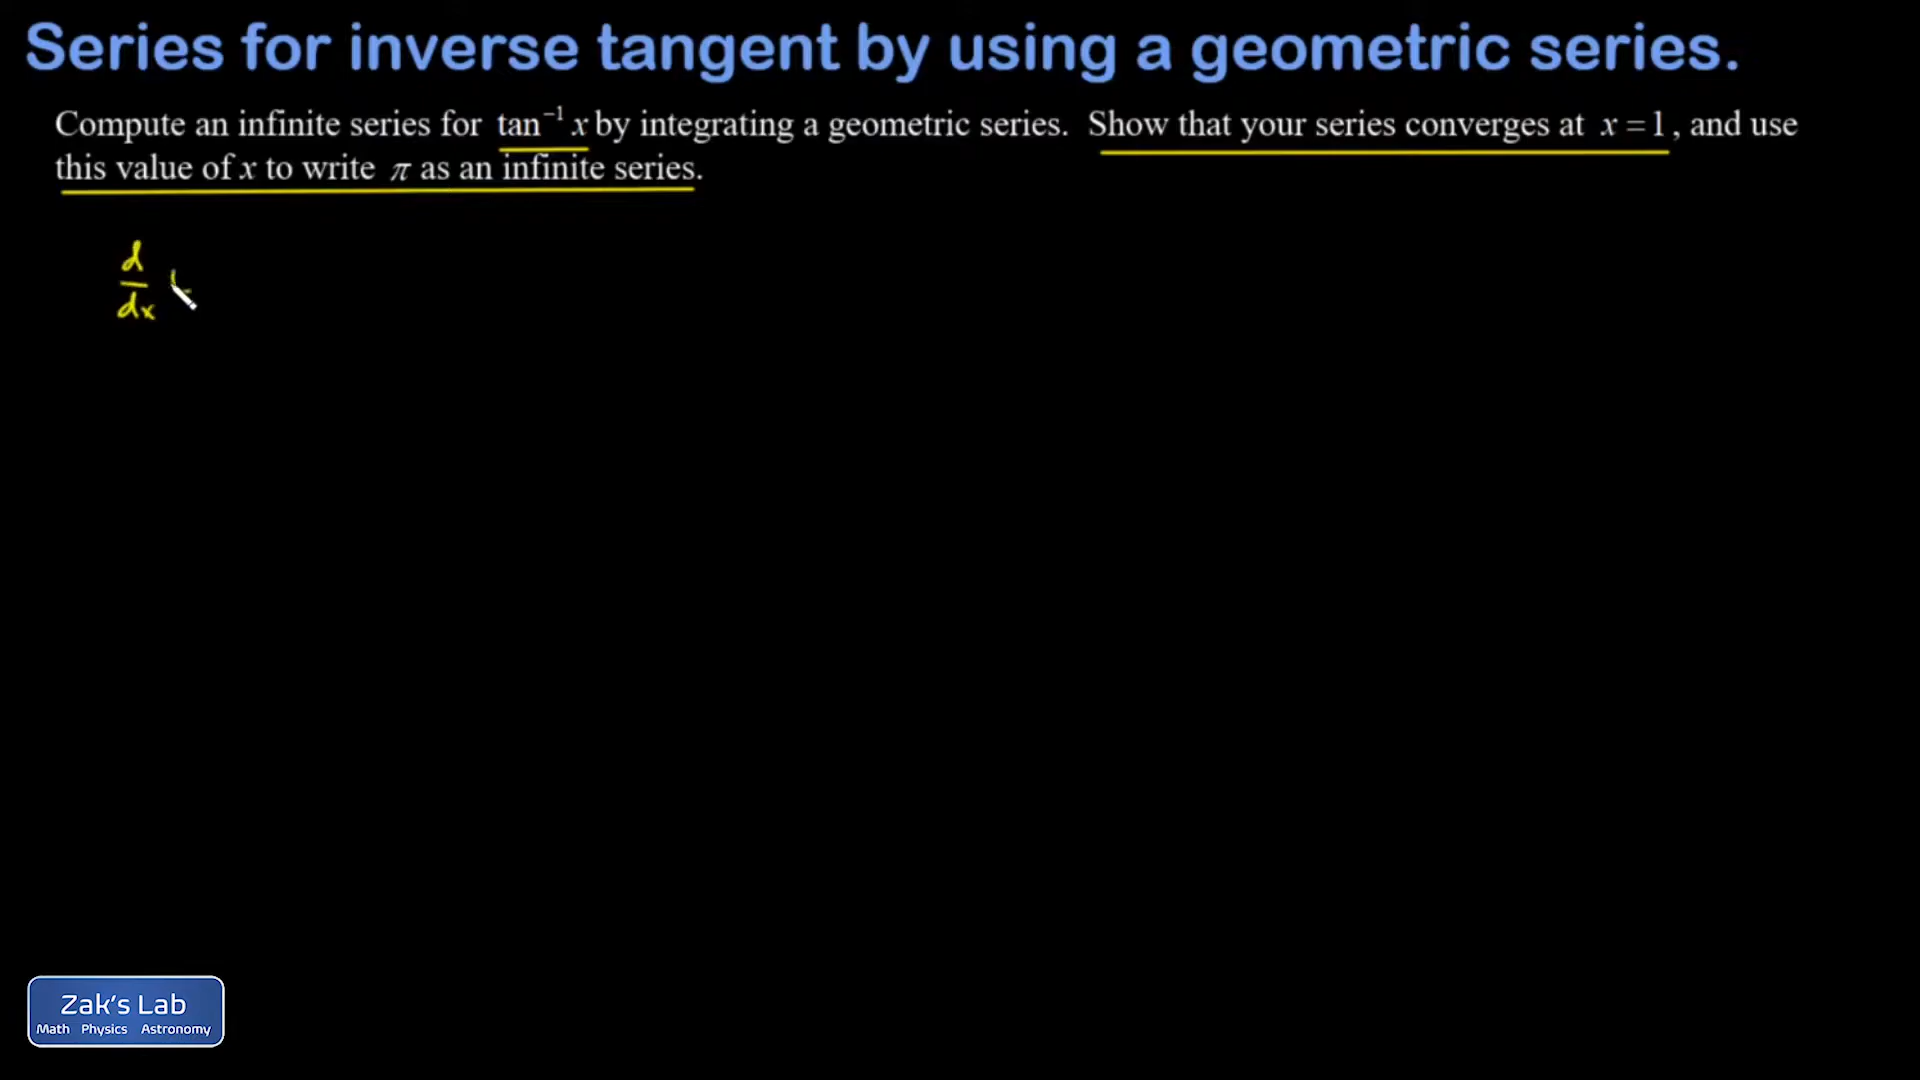 Series for inverse tangent by using a geometric series.
Compute an infinite series for tan⁻¹ x by integrating a geometric series. Show that your series converges at x = 1, and use
this value of x to write π as an infinite series.
d
dx
Zak's Lab
Math Physics Astronomy